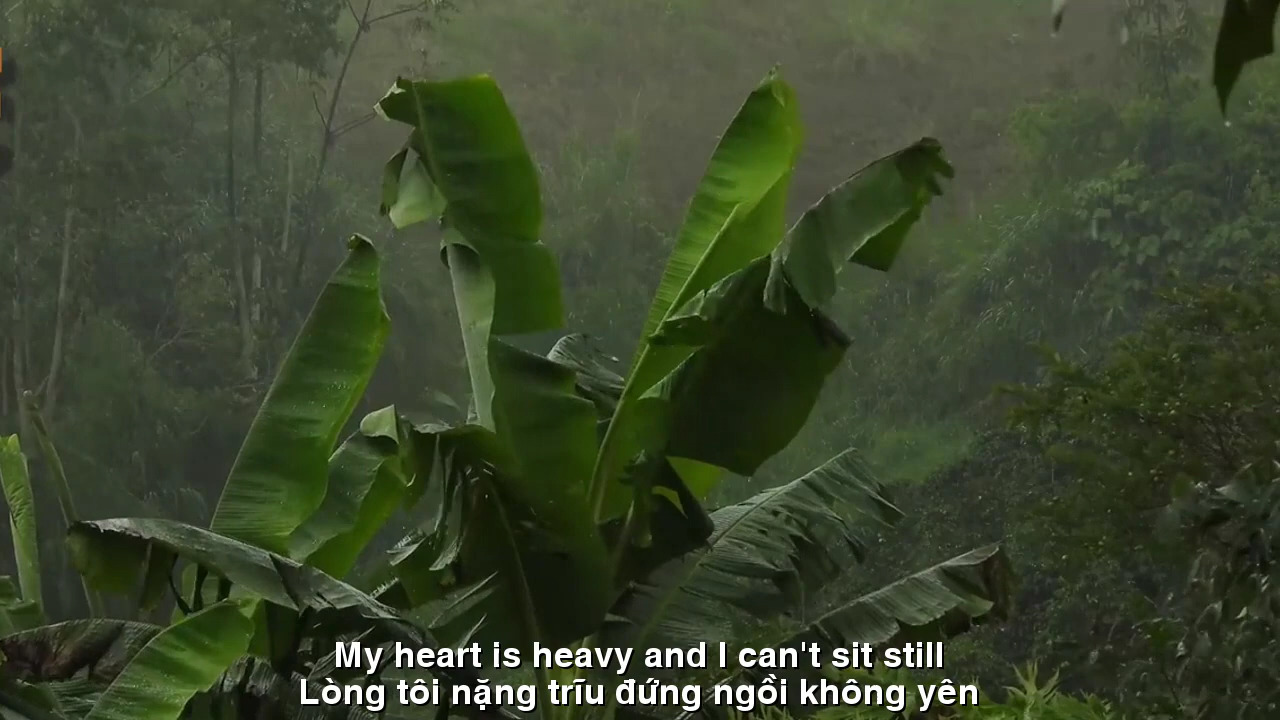 My heart is heavy and I can't sit still
Lòng tôi nặng trĩu đứng ngồi không yên